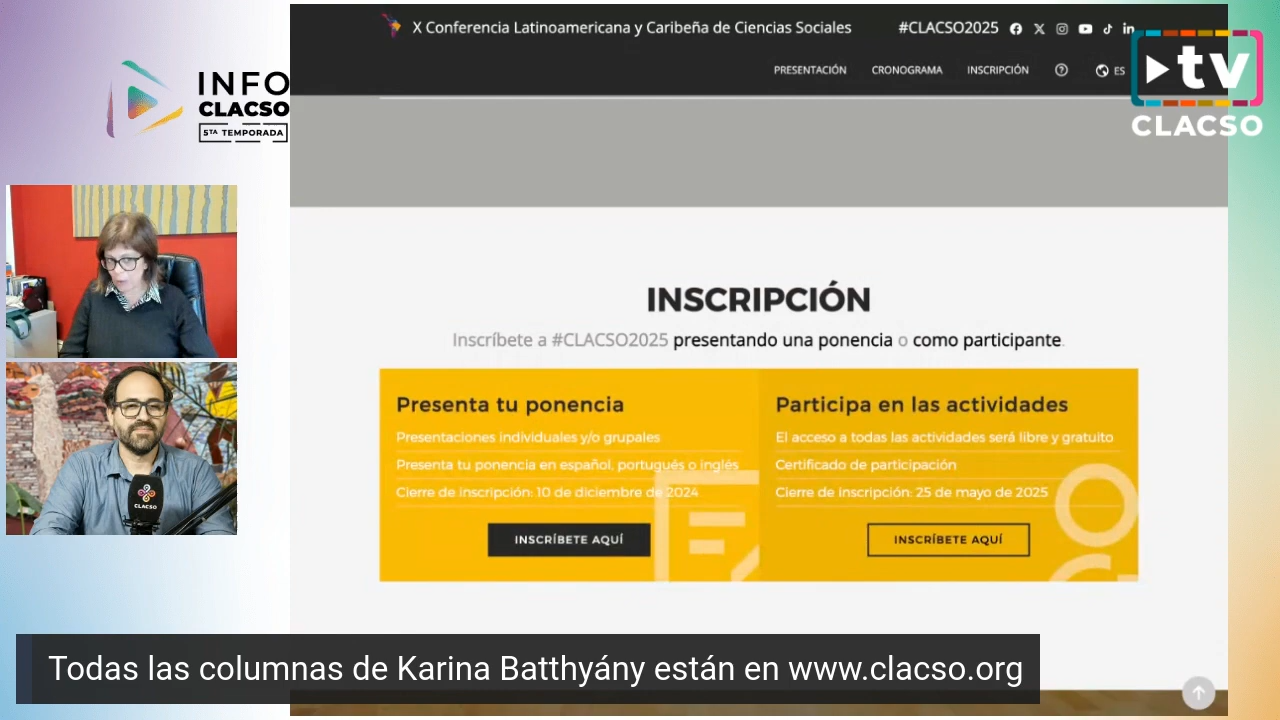 X Conferencia Latinoamericana y Caribeña de Ciencias Sociales
#CLACSO2025
PRESENTACIÓN
CRONOGRAMA
INSCRIPCIÓN
ES
tv
CLACSO
INFO
CLACSO
5TA TEMPORADA
INSCRIPCIÓN
Inscríbete a #CLACSO2025 presentando una ponencia o como participante.
Presenta tu ponencia
Presentaciones individuales y/o grupales
Presenta tu ponencia en español, portugués o inglés
Cierre de inscripción: 10 de diciembre de 2024
INSCRÍBETE AQUÍ
Participa en las actividades
El acceso a todas las actividades será libre y gratuito
Certificado de participación
Cierre de inscripción: 25 de mayo de 2025
INSCRÍBETE AQUÍ
CLACSO
Todas las columnas de Karina Batthyány están en www.clacso.org